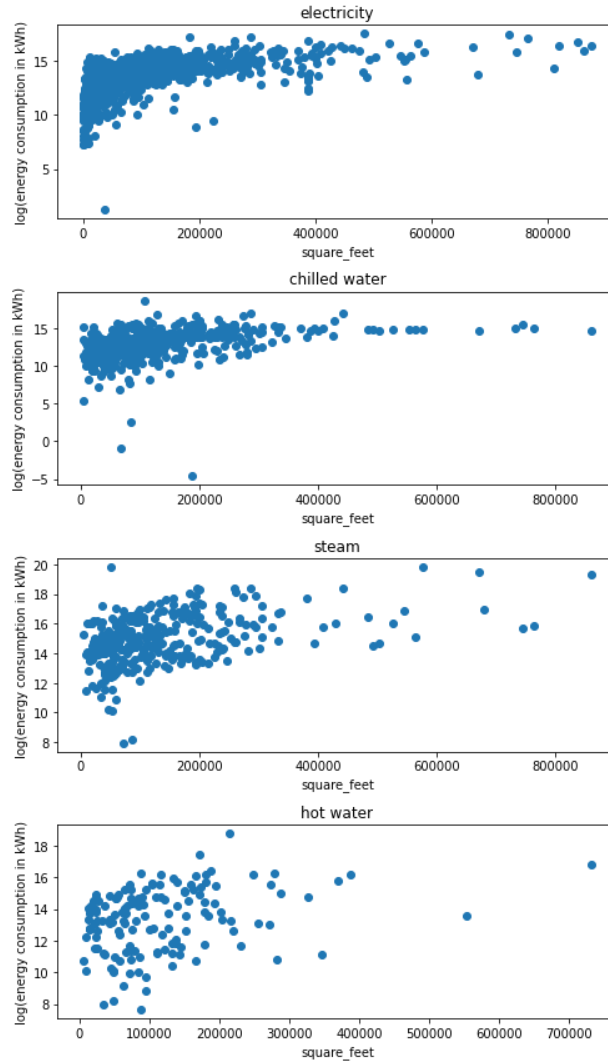 electricity
15
10
5
log(energy consumption in kWh)
0 200000 400000 600000 800000
square_feet
chilled water
15
10
5
0
−5
log(energy consumption in kWh)
0 200000 400000 600000 800000
square_feet
steam
20
18
16
14
12
10
8
log(energy consumption in kWh)
0 200000 400000 600000 800000
square_feet
hot water
18
16
14
12
10
8
log(energy consumption in kWh)
0 100000 200000 300000 400000 500000 600000 700000
square_feet